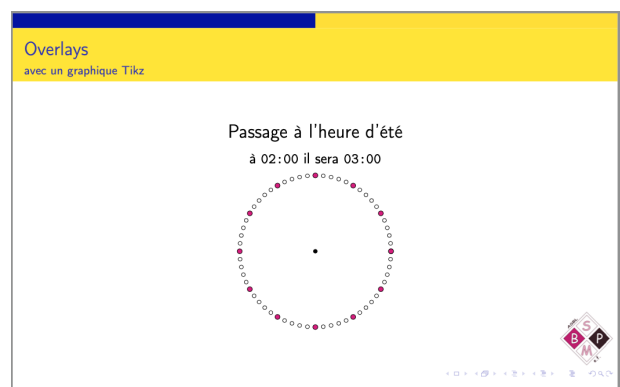 Overlays
avec un graphique Tikz
Passage à l'heure d'été
à 02:00 il sera 03:00
S
B P
M